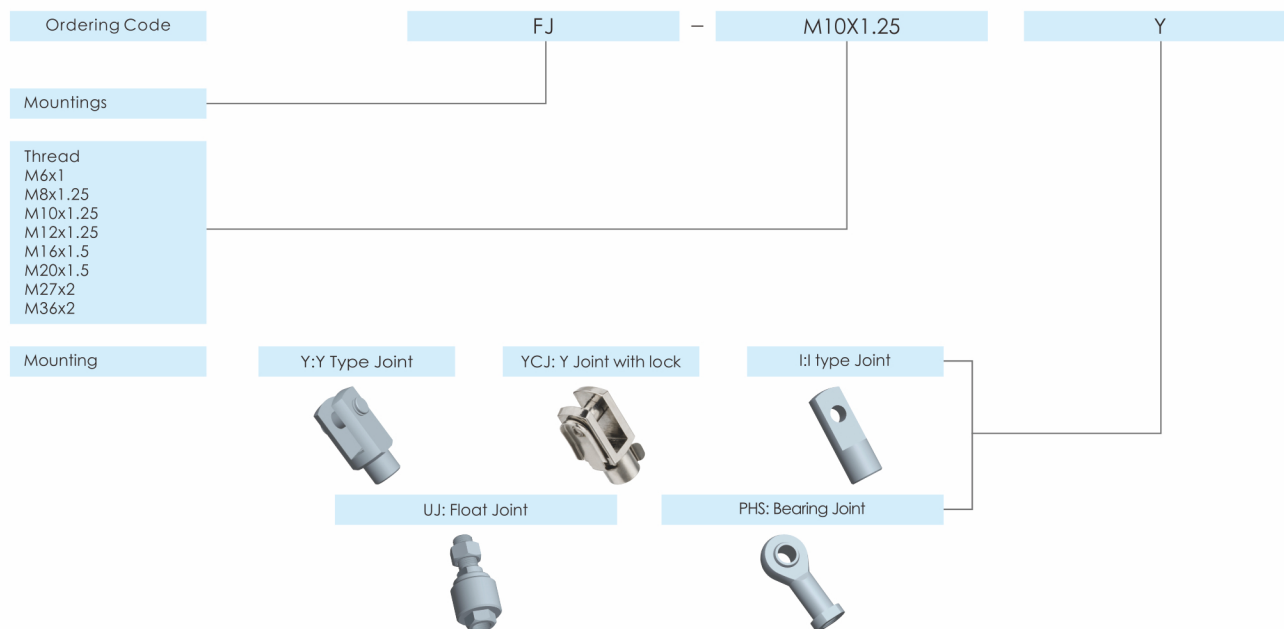 Ordering Code FJ – M10X1.25 Y
Mountings
Thread
M6x1
M8x1.25
M10x1.25
M12x1.25
M16x1.5
M20x1.5
M27x2
M36x2
Mounting Y:Y Type Joint YCJ: Y Joint with lock I:I type Joint
UJ: Float Joint PHS: Bearing Joint